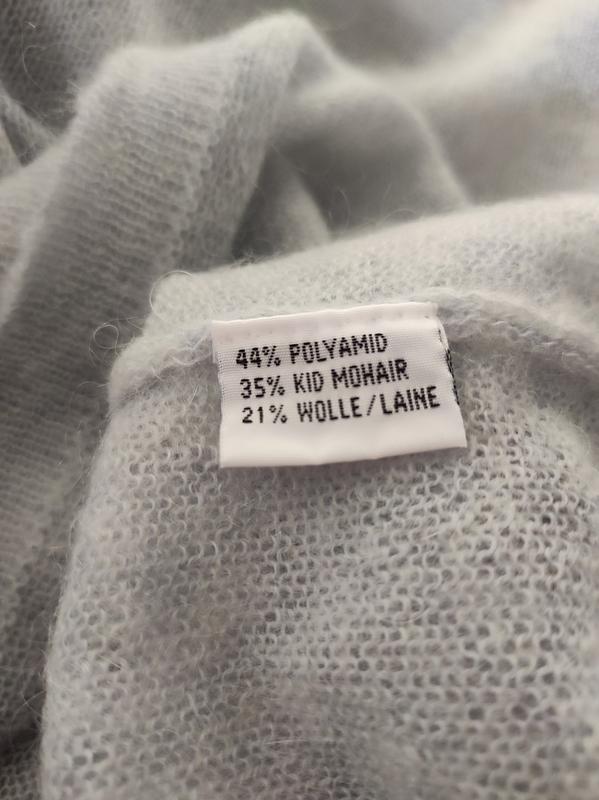 44% POLYAMID
35% KID MOHAIR
21% WOLLE/LAINE